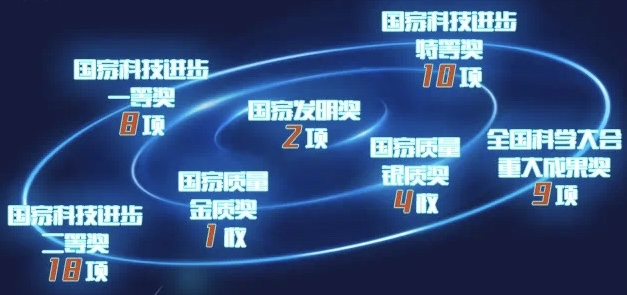 国家科技进步
特等奖
10项
国家科技进步
一等奖
8项
国家发明奖
2项
全国科学大会
重大成果奖
9项
国家质量
银质奖
4枚
国家质量
金质奖
1枚
国家科技进步
二等奖
18项